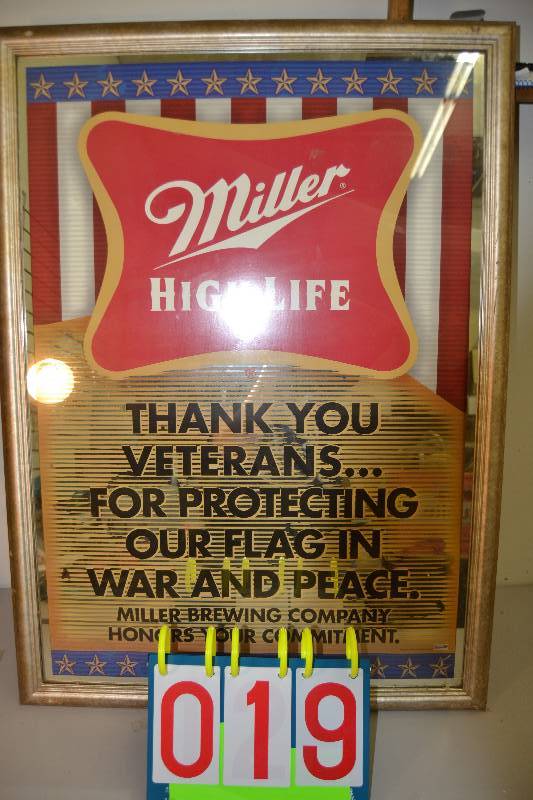 Miller
HIGH LIFE
THANK YOU
VETERANS...
FOR PROTECTING
OUR FLAG IN
WAR AND PEACE.
MILLER BREWING COMPANY
HONORS YOUR COMMITMENT.
019